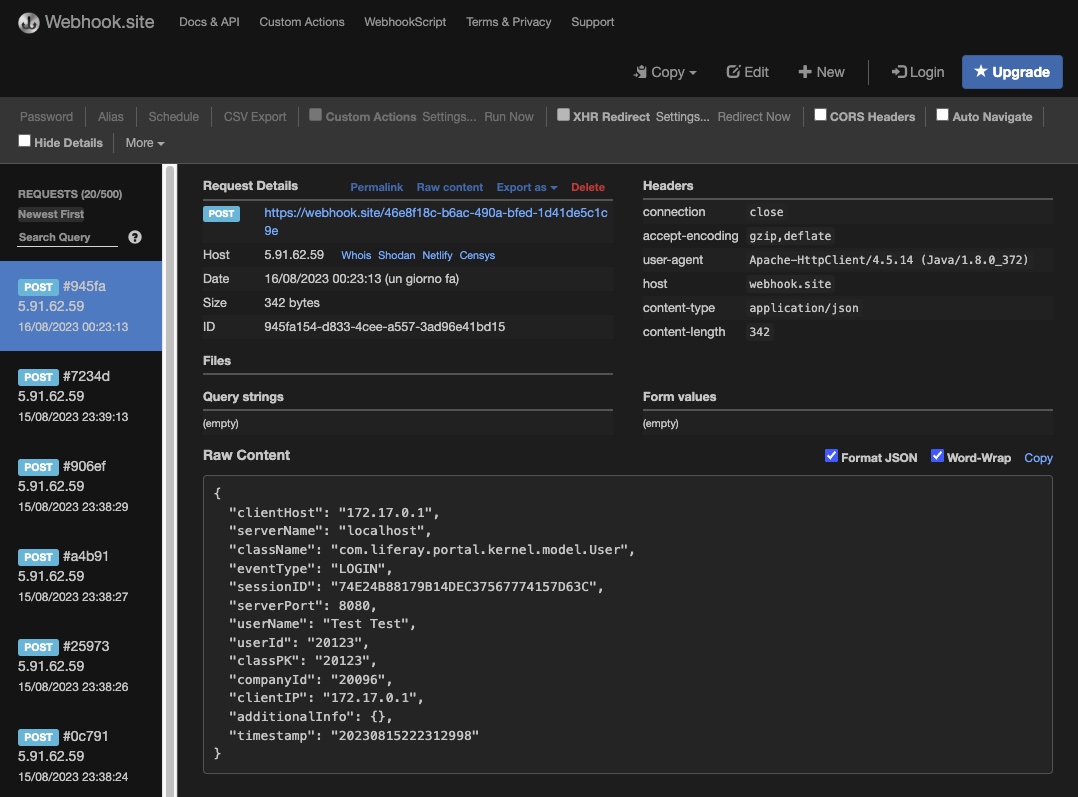 Webhook.site Docs & API Custom Actions WebhookScript Terms & Privacy Support
Copy Edit New Login Upgrade
Password Alias Schedule CSV Export Custom Actions Settings... Run Now XHR Redirect Settings... Redirect Now CORS Headers Auto Navigate
Hide Details More
REQUESTS (20/500)
Newest First
Search Query ?
POST #945fa
5.91.62.59
16/08/2023 00:23:13
POST #7234d
5.91.62.59
15/08/2023 23:39:13
POST #906ef
5.91.62.59
15/08/2023 23:38:29
POST #a4b91
5.91.62.59
15/08/2023 23:38:27
POST #25973
5.91.62.59
15/08/2023 23:38:26
POST #0c791
5.91.62.59
15/08/2023 23:38:24
Request Details Permalink Raw content Export as Delete
POST https://webhook.site/46e8f18c-b6ac-490a-bfed-1d41de5c1c
9e
Host 5.91.62.59 Whois Shodan Netlify Censys
Date 16/08/2023 00:23:13 (un giorno fa)
Size 342 bytes
ID 945fa154-d833-4cee-a557-3ad96e41bd15
Files
Headers
connection close
accept-encoding gzip,deflate
user-agent Apache-HttpClient/4.5.14 (Java/1.8.0_372)
host webhook.site
content-type application/json
content-length 342
Query strings
(empty)
Form values
(empty)
Raw Content Format JSON Word-Wrap Copy
{
"clientHost": "172.17.0.1",
"serverName": "localhost",
"className": "com.liferay.portal.kernel.model.User",
"eventType": "LOGIN",
"sessionID": "74E24B88179B14DEC37567774157D63C",
"serverPort": 8080,
"userName": "Test Test",
"userId": "20123",
"classPK": "20123",
"companyId": "20096",
"clientIP": "172.17.0.1",
"additionalInfo": {},
"timestamp": "20230815222312998"
}